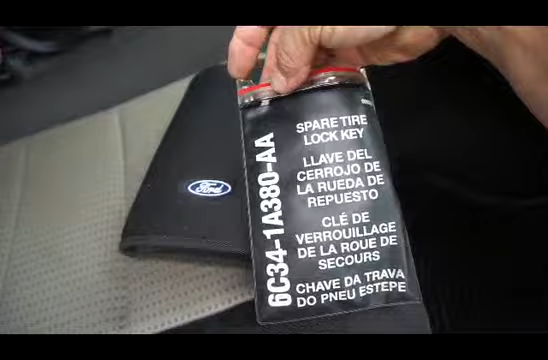 Ford
6C34-1A380-AA
SPARE TIRE
LOCK KEY
LLAVE DEL
CERROJO DE
LA RUEDA DE
REPUESTO
CLÉ DE
VERROUILLAGE
DE LA ROUE DE
SECOURS
CHAVE DA TRAVA
DO PNEU ESTEPE